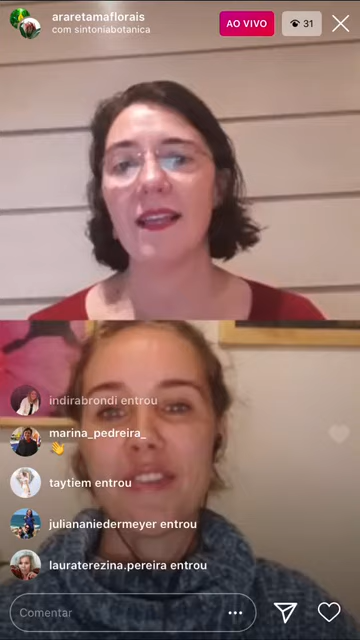 araretamaflorais
com sintoniabotanica
AO VIVO
31
indirabrondi entrou
marina_pedreira_
👋
taytiem entrou
juliananiedermeyer entrou
lauraterezina.pereira entrou
Comentar